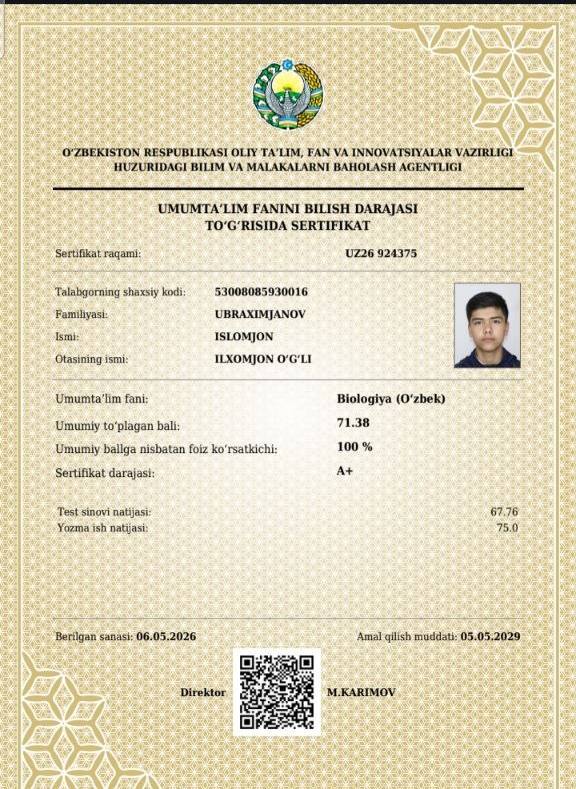 O‘ZBEKISTON RESPUBLIKASI OLIY TA’LIM, FAN VA INNOVATSIYALAR VAZIRLIGI
HUZURIDAGI BILIM VA MALAKALARNI BAHOLASH AGENTLIGI
UMUMTA’LIM FANINI BILISH DARAJASI
TO‘G‘RISIDA SERTIFIKAT
Sertifikat raqami: UZ26 924375
Talabgorning shaxsiy kodi: 53008085930016
Familiyasi: UBRAXIMJANOV
Ismi: ISLOMJON
Otasining ismi: ILXOMJON O‘G‘LI
Umumta’lim fani: Biologiya (O‘zbek)
Umumiy to‘plagan bali: 71.38
Umumiy ballga nisbatan foiz ko‘rsatkichi: 100 %
Sertifikat darajasi: A+
Test sinovi natijasi: 67.76
Yozma ish natijasi: 75.0
Berilgan sanasi: 06.05.2026 Amal qilish muddati: 05.05.2029
Direktor M.KARIMOV